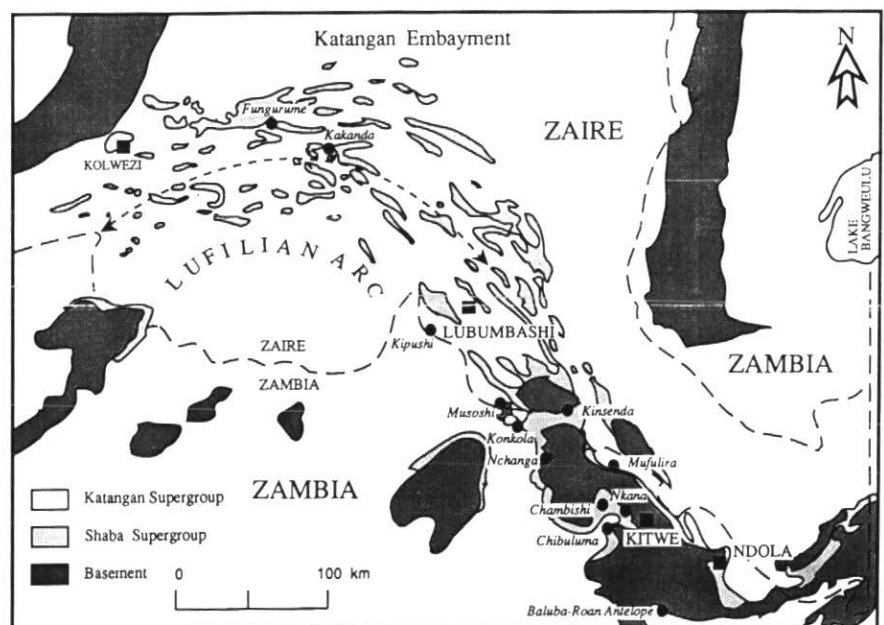 Katangan Embayment
N
Fungurume
ZAIRE
Kakanda
KOLWEZI
LAKE
BANGWEULU
LUFILIAN ARC
LUBUMBASHI
Kipushi
ZAIRE
ZAMBIA
ZAMBIA
Musoshi
Kinsenda
Konkola
Nchanga
Mufulira
ZAMBIA
Nkana
Chambishi
KITWE
Chibuluma
NDOLA
Baluba-Roan Antelope
Katangan Supergroup
Shaba Supergroup
Basement
0
100 km